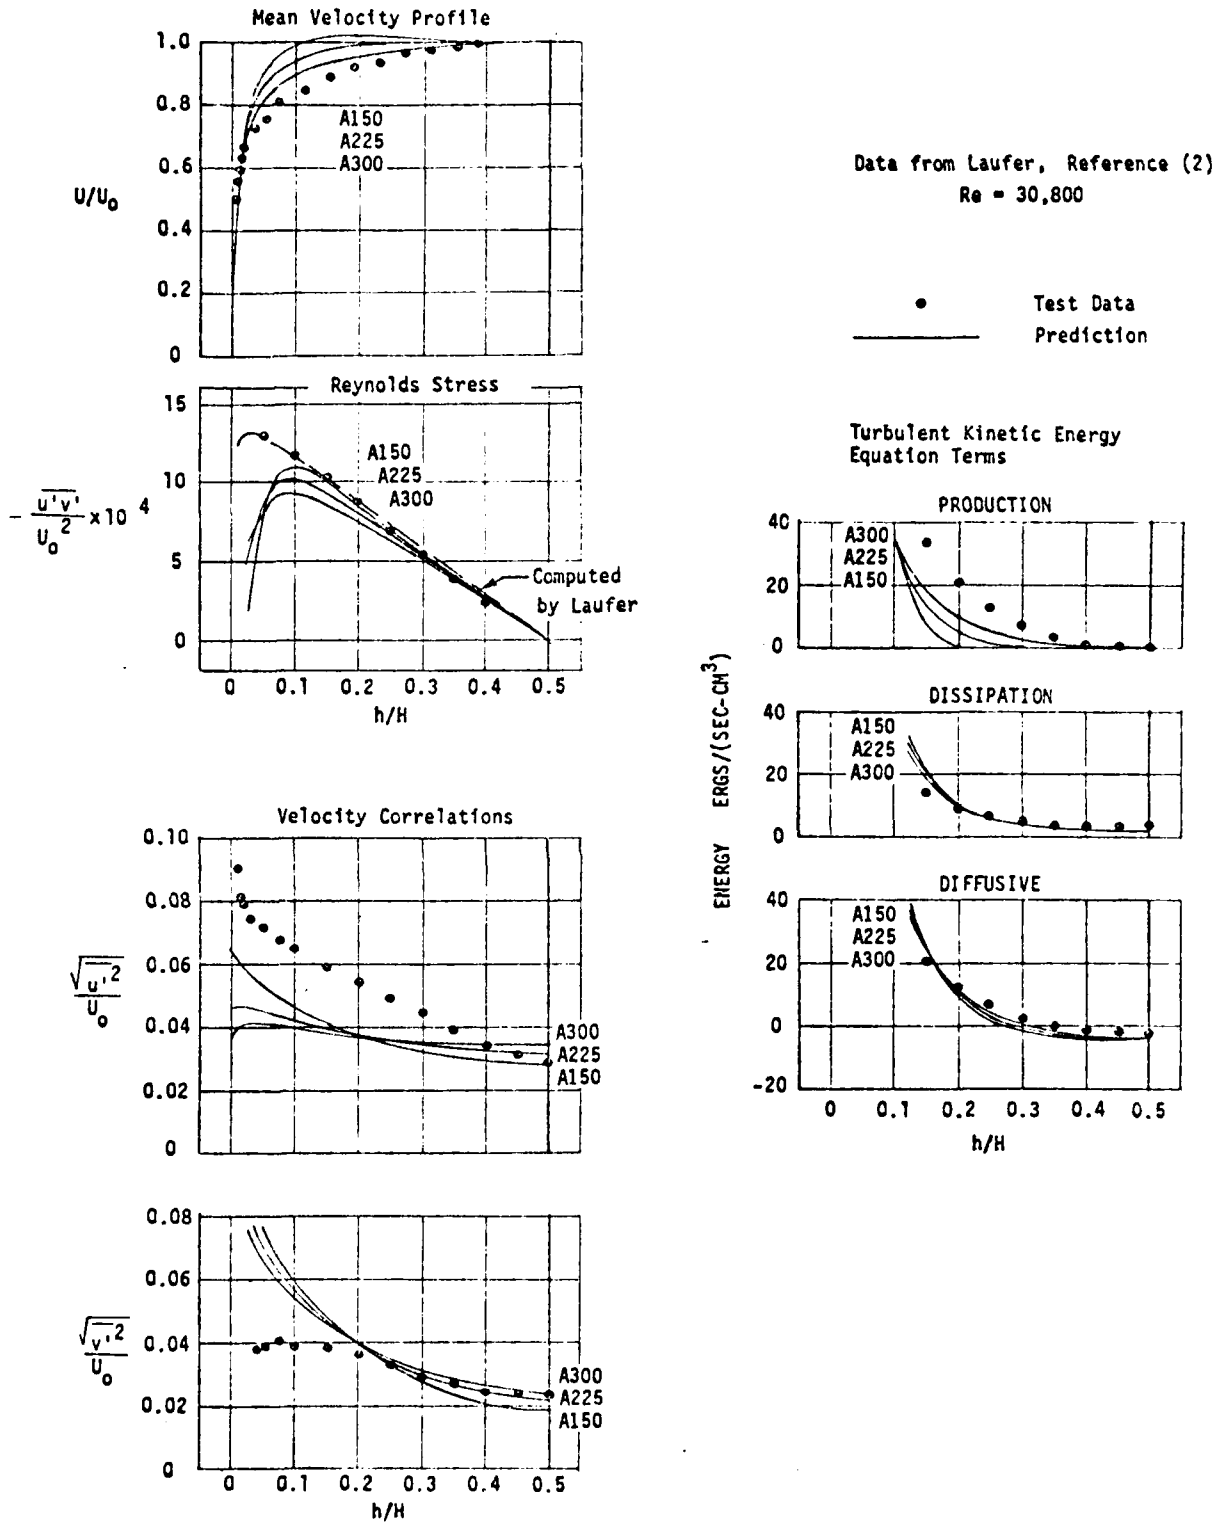 Mean Velocity Profile
1.0
0.8
0.6
0.4
0.2
0
U/U₀
A150
A225
A300
Data from Laufer, Reference (2)
Re = 30,800
Test Data
Prediction
Reynolds Stress
15
10
5
0
- u'v' / U₀² x 10⁴
A150
A225
A300
Computed
by Laufer
0 0.1 0.2 0.3 0.4 0.5
h/H
Turbulent Kinetic Energy
Equation Terms
PRODUCTION
40
20
0
A300
A225
A150
DISSIPATION
40
20
0
A150
A225
A300
ENERGY ERGS/(SEC-CM³)
DIFFUSIVE
40
20
0
-20
A150
A225
A300
0 0.1 0.2 0.3 0.4 0.5
h/H
Velocity Correlations
0.10
0.08
0.06
0.04
0.02
0
√u'² / U₀
A300
A225
A150
0.08
0.06
0.04
0.02
0
√v'² / U₀
A300
A225
A150
0 0.1 0.2 0.3 0.4 0.5
h/H